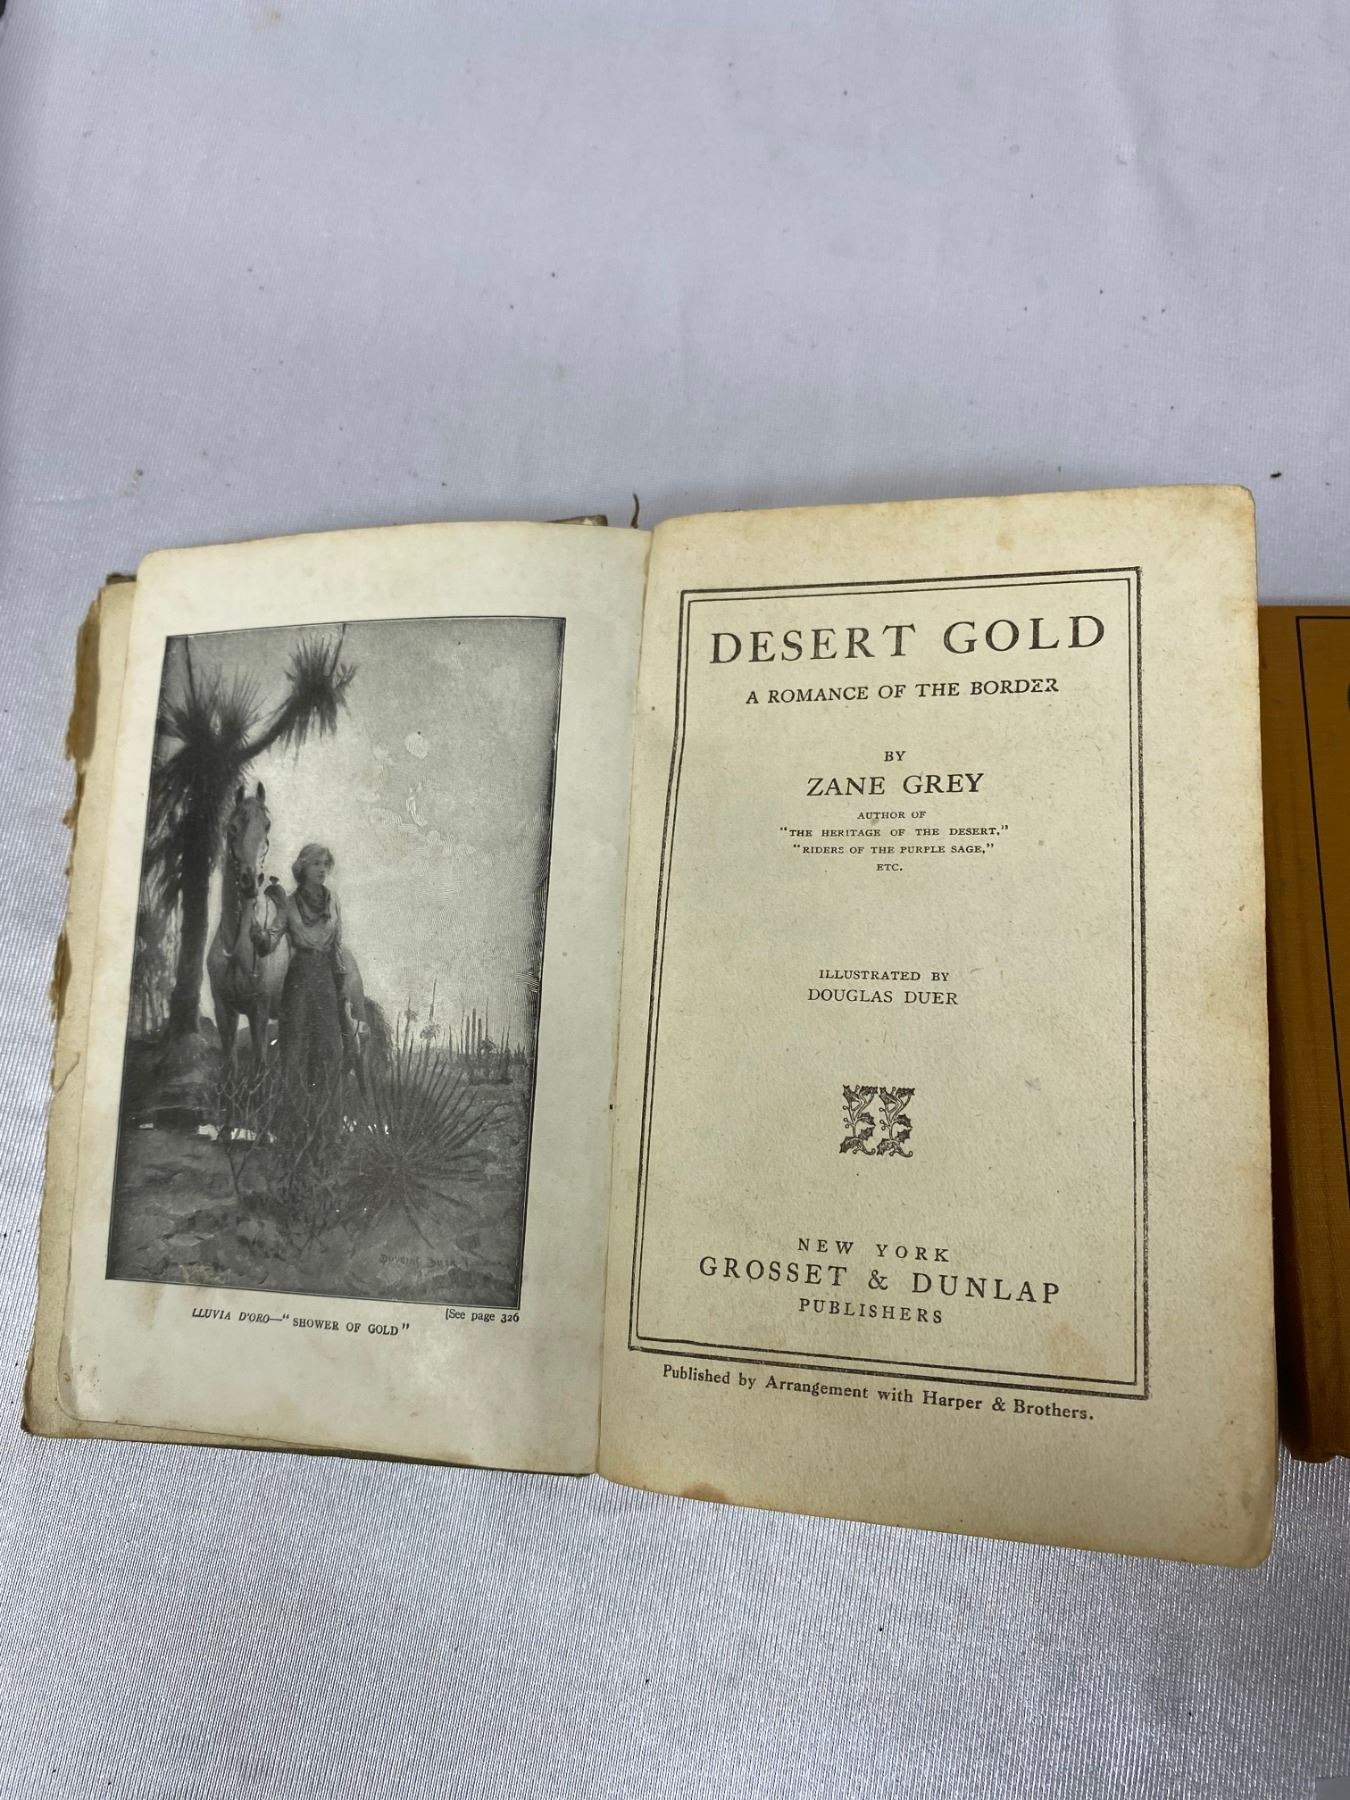 LLUVIA D'ORO—"SHOWER OF GOLD"
[See page 326
DESERT GOLD
A ROMANCE OF THE BORDER
BY
ZANE GREY
AUTHOR OF
"THE HERITAGE OF THE DESERT,"
"RIDERS OF THE PURPLE SAGE,"
ETC.
ILLUSTRATED BY
DOUGLAS DUER
NEW YORK
GROSSET & DUNLAP
PUBLISHERS
Published by Arrangement with Harper & Brothers.